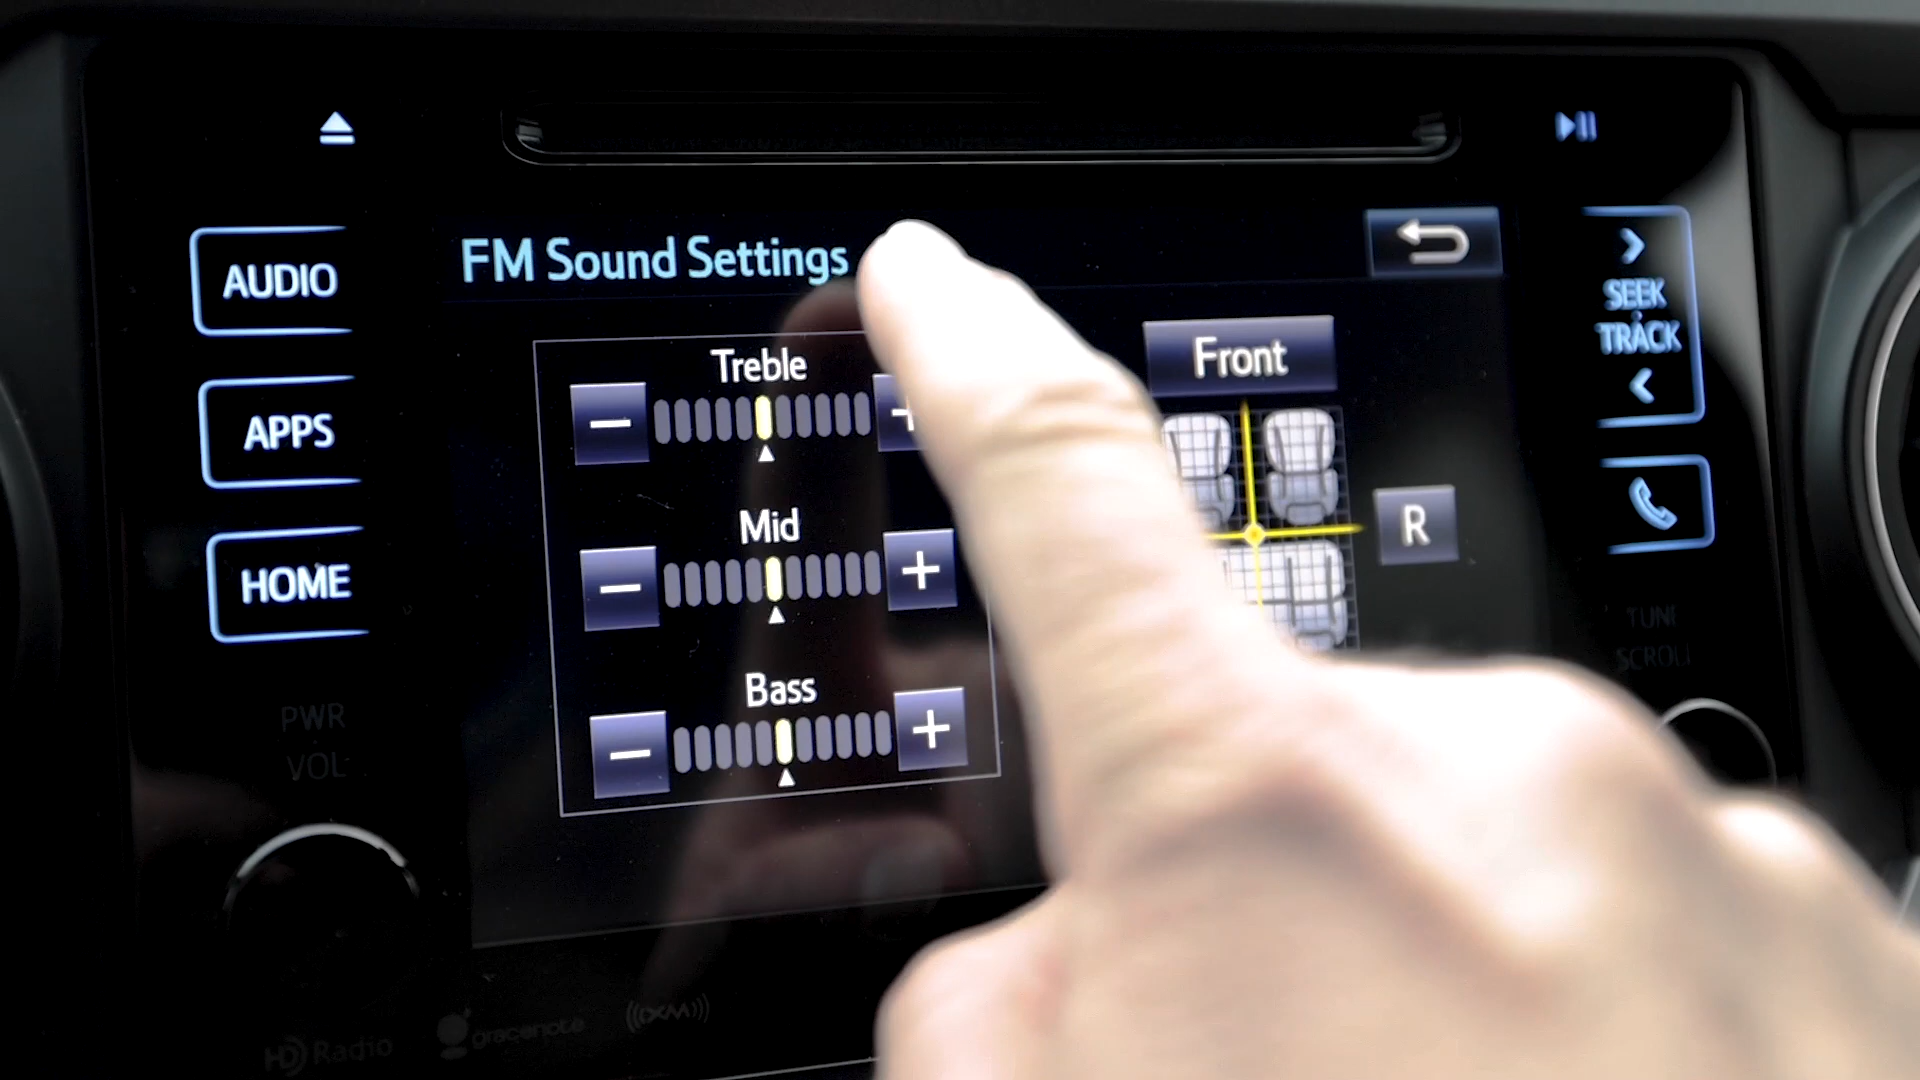 FM Sound Settings
AUDIO
APPS
HOME
PWR
VOL
Treble
Mid
Bass
Front
R
SEEK
TRACK
TUNE
SCROLL
HD Radio
gracenote
((XM))